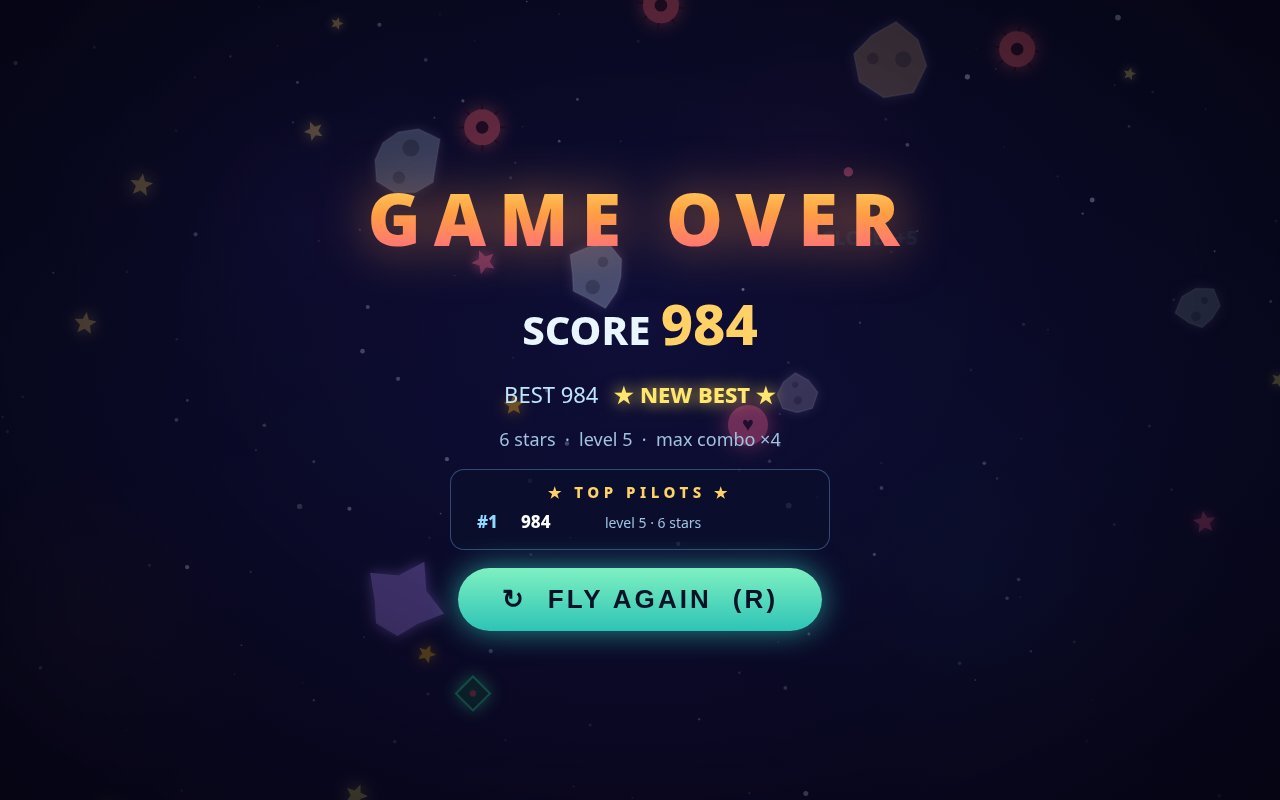 GAME OVER
SCORE 984
BEST 984 ★ NEW BEST ★
6 stars · level 5 · max combo ×4
★ TOP PILOTS ★
#1 984 level 5 · 6 stars
↻ FLY AGAIN (R)